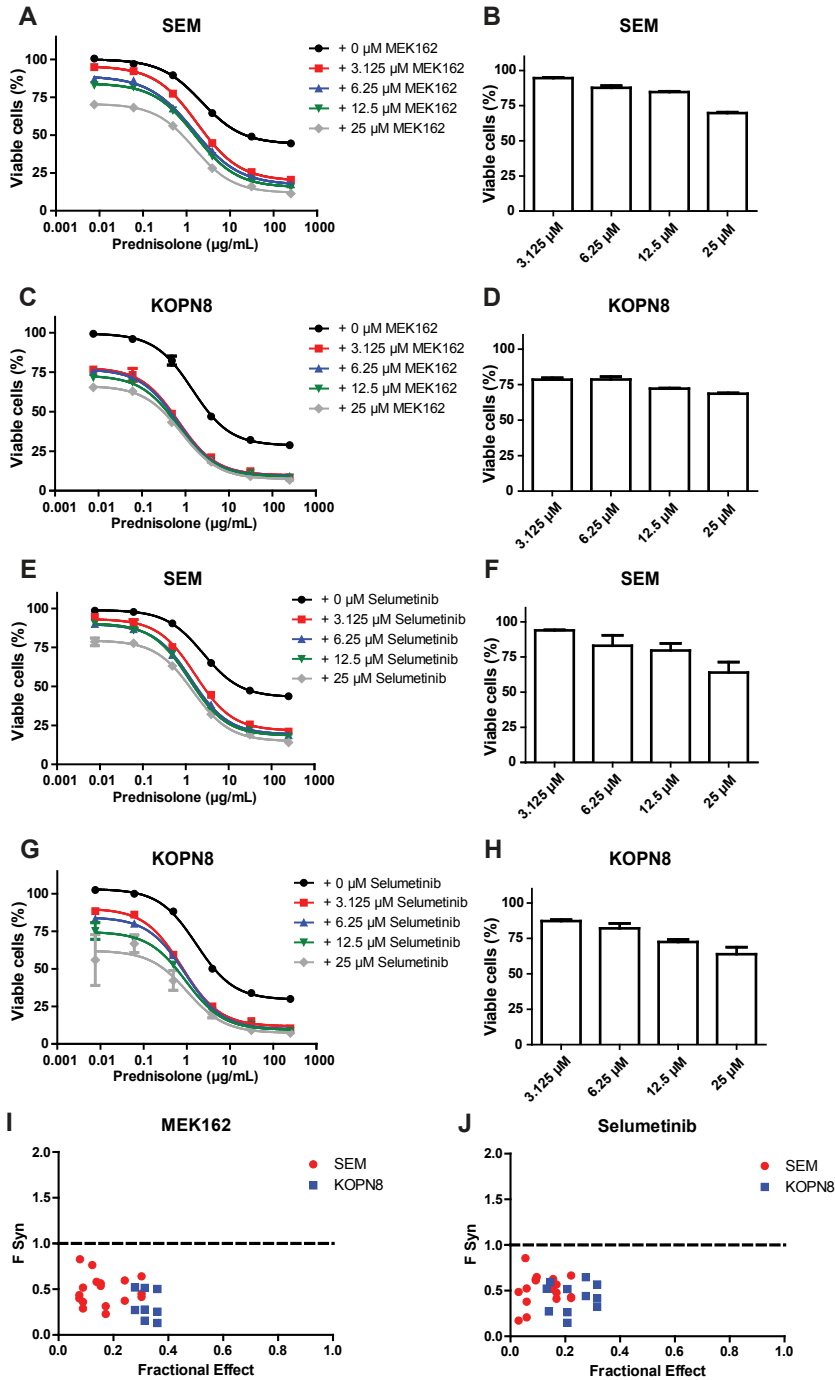 A
SEM
Viable cells (%)
100
75
50
25
0
0.001 0.01 0.1 1 10 100 1000
Prednisolone (µg/mL)
+ 0 µM MEK162
+ 3.125 µM MEK162
+ 6.25 µM MEK162
+ 12.5 µM MEK162
+ 25 µM MEK162
B
SEM
Viable cells (%)
100
75
50
25
0
3.125 µM
6.25 µM
12.5 µM
25 µM
C
KOPN8
Viable cells (%)
100
75
50
25
0
0.001 0.01 0.1 1 10 100 1000
Prednisolone (µg/mL)
+ 0 µM MEK162
+ 3.125 µM MEK162
+ 6.25 µM MEK162
+ 12.5 µM MEK162
+ 25 µM MEK162
D
KOPN8
Viable cells (%)
100
75
50
25
0
3.125 µM
6.25 µM
12.5 µM
25 µM
E
SEM
Viable cells (%)
100
75
50
25
0
0.001 0.01 0.1 1 10 100 1000
Prednisolone (µg/mL)
+ 0 µM Selumetinib
+ 3.125 µM Selumetinib
+ 6.25 µM Selumetinib
+ 12.5 µM Selumetinib
+ 25 µM Selumetinib
F
SEM
Viable cells (%)
100
75
50
25
0
3.125 µM
6.25 µM
12.5 µM
25 µM
G
KOPN8
Viable cells (%)
100
75
50
25
0
0.001 0.01 0.1 1 10 100 1000
Prednisolone (µg/mL)
+ 0 µM Selumetinib
+ 3.125 µM Selumetinib
+ 6.25 µM Selumetinib
+ 12.5 µM Selumetinib
+ 25 µM Selumetinib
H
KOPN8
Viable cells (%)
100
75
50
25
0
3.125 µM
6.25 µM
12.5 µM
25 µM
I
MEK162
F Syn
2.0
1.5
1.0
0.5
0.0
0.0 0.2 0.4 0.6 0.8 1.0
Fractional Effect
SEM
KOPN8
J
Selumetinib
F Syn
2.0
1.5
1.0
0.5
0.0
0.0 0.2 0.4 0.6 0.8 1.0
Fractional Effect
SEM
KOPN8